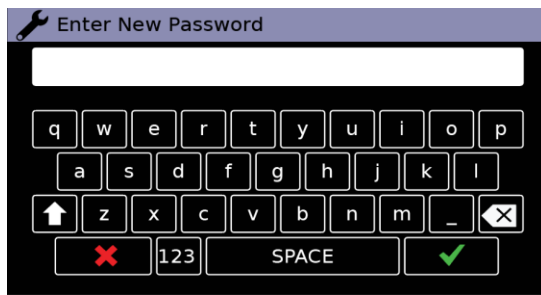 Enter New Password
q w e r t y u i o p
a s d f g h j k l
z x c v b n m _
123 SPACE